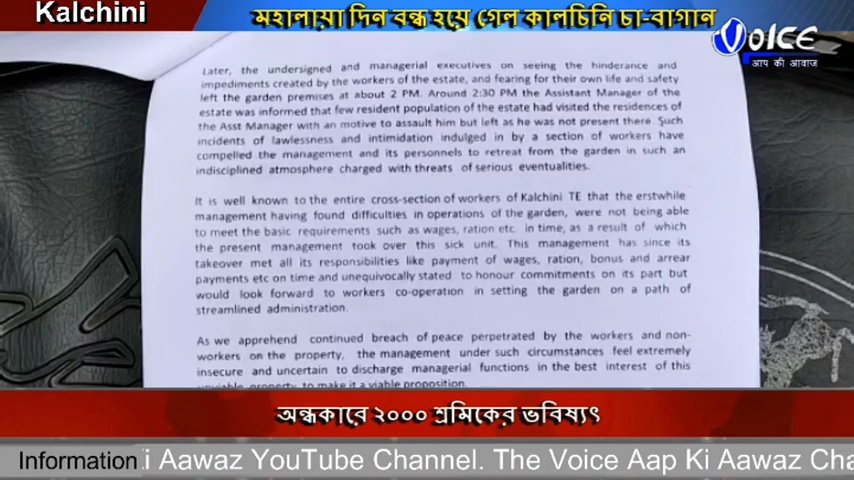 Kalchini
মহালায়া দিন বন্ধ হয়ে গেল কালচিনি চা-বাগান
VOICE
आप की आवाज
Later, the undersigned and managerial executives on seeing the hinderance and
impediments created by the workers of the estate, and fearing for their own life and safety
left the garden premises at about 2 PM. Around 2:30 PM the Assistant Manager of the
estate was informed that few resident population of the estate had visited the residences of
the Asst Manager with an motive to assault him but left as he was not present there. Such
incidents of lawlessness and intimidation indulged in by a section of workers have
compelled the management and its personnels to retreat from the garden in such an
indisciplined atmosphere charged with threats of serious eventualities.
It is well known to the entire cross-section of workers of Kalchini TE that the erstwhile
management having found difficulties in operations of the garden, were not being able
to meet the basic requirements such as wages, ration etc. in time, as a result of which
the present management took over this sick unit. This management has since its
takeover met all its responsibilities like payment of wages, ration, bonus and arrear
payments etc on time and unequivocally stated to honour commitments on its part but
would look forward to workers co-operation in setting the garden on a path of
streamlined administration.
As we apprehend continued breach of peace perpetrated by the workers and non-
workers on the property, the management under such circumstances feel extremely
insecure and uncertain to discharge managerial functions in the best interest of this
unviable property to make it a viable proposition.
অন্ধকারে ২০০০ শ্রমিকের ভবিষ্যৎ
Information
i Aawaz YouTube Channel. The Voice Aap Ki Aawaz Cha